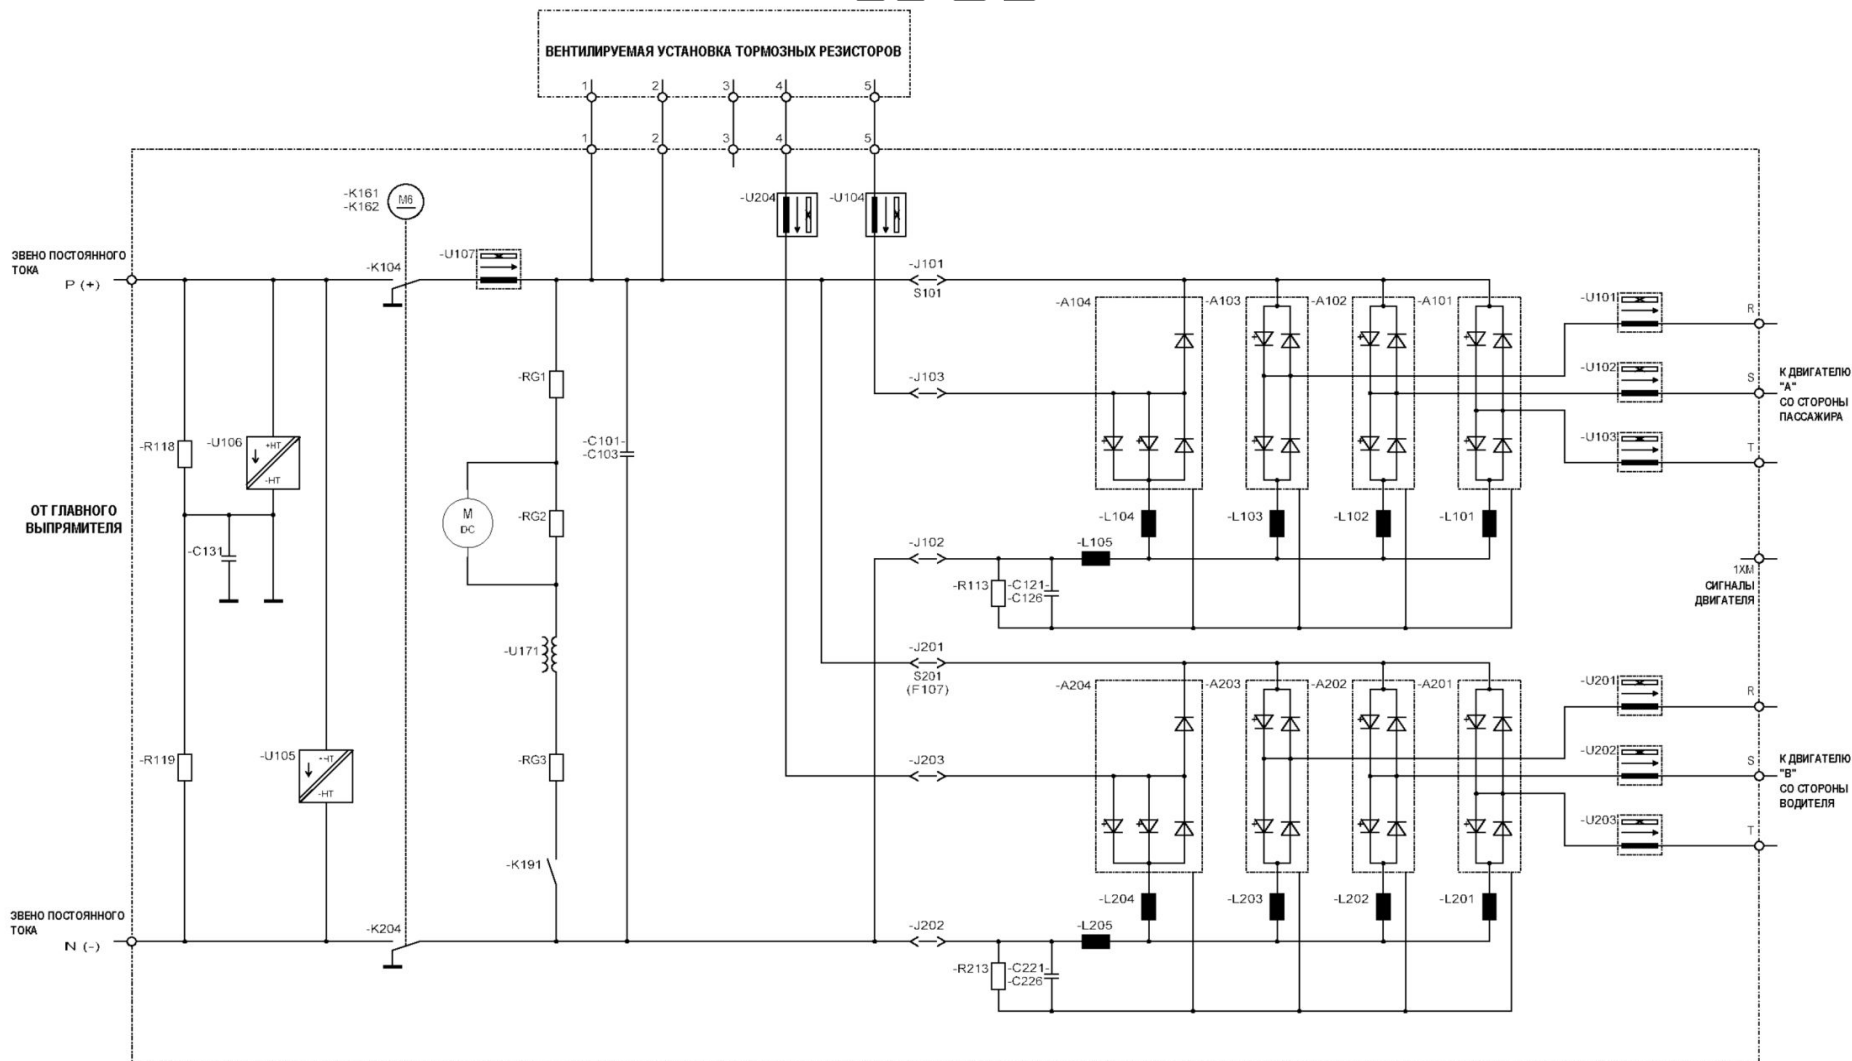 ВЕНТИЛИРУЕМАЯ УСТАНОВКА ТОРМОЗНЫХ РЕЗИСТОРОВ
1 2 3 4 5
1 2 3 4 5
-K161
-K162
M6
-U204
-U104
ЗВЕНО ПОСТОЯННОГО
ТОКА
P (+)
-K104
-U107
-J101
S101
-A104
-A103
-A102
-A101
-U101
R
-U102
S
-U103
T
К ДВИГАТЕЛЮ
"А"
СО СТОРОНЫ
ПАССАЖИРА
-RG1
-J103
-R118
-U106
+HT
-HT
-C101-
-C103
ОТ ГЛАВНОГО
ВЫПРЯМИТЕЛЯ
M
DC
-RG2
-L104
-L103
-L102
-L101
-C131
-J102
-L105
-R113
-C121-
-C126
1XM
СИГНАЛЫ
ДВИГАТЕЛЯ
-U171
-J201
S201
(F107)
-A204
-A203
-A202
-A201
-U201
R
-U202
S
-U203
T
К ДВИГАТЕЛЮ
"В"
СО СТОРОНЫ
ВОДИТЕЛЯ
-R119
-U105
+HT
-HT
-RG3
-J203
-K191
-L204
-L203
-L202
-L201
ЗВЕНО ПОСТОЯННОГО
ТОКА
N (-)
-K204
-J202
-L205
-R213
-C221-
-C226